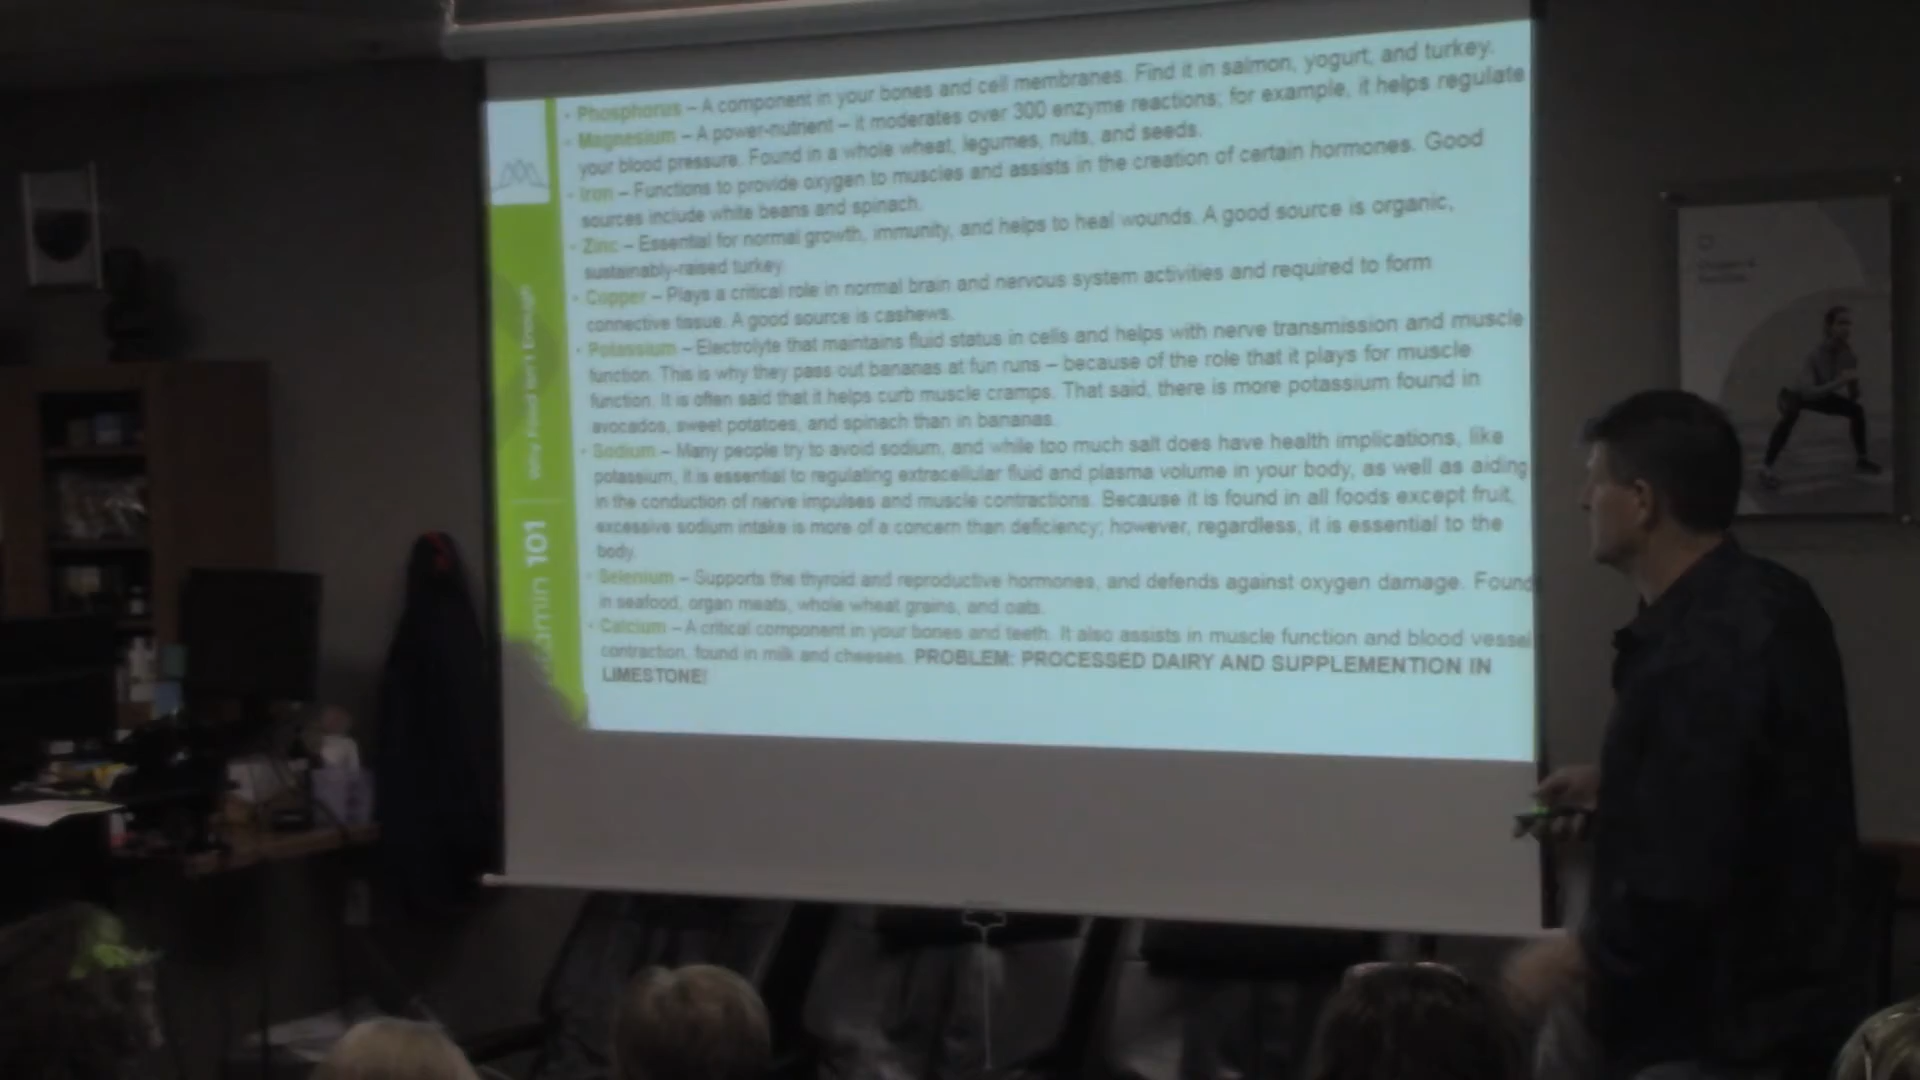 • Phosphorus – A component in your bones and cell membranes. Find it in salmon, yogurt, and turkey.
• Magnesium – A power-nutrient – it moderates over 300 enzyme reactions; for example, it helps regulate
your blood pressure. Found in a whole wheat, legumes, nuts, and seeds.
• Iron – Functions to provide oxygen to muscles and assists in the creation of certain hormones. Good
sources include white beans and spinach.
• Zinc – Essential for normal growth, immunity, and helps to heal wounds. A good source is organic,
sustainably-raised turkey.
• Copper – Plays a critical role in normal brain and nervous system activities and required to form
connective tissue. A good source is cashews.
• Potassium – Electrolyte that maintains fluid status in cells and helps with nerve transmission and muscle
function. This is why they pass out bananas at fun runs – because of the role that it plays for muscle
function. It is often said that it helps curb muscle cramps. That said, there is more potassium found in
avocados, sweet potatoes, and spinach than in bananas.
• Sodium – Many people try to avoid sodium, and while too much salt does have health implications, like
potassium, it is essential to regulating extracellular fluid and plasma volume in your body, as well as aiding
in the conduction of nerve impulses and muscle contractions. Because it is found in all foods except fruit,
excessive sodium intake is more of a concern than deficiency; however, regardless, it is essential to the
body.
• Selenium – Supports the thyroid and reproductive hormones, and defends against oxygen damage. Found
in seafood, organ meats, whole wheat grains, and oats.
• Calcium – A critical component in your bones and teeth. It also assists in muscle function and blood vessel
contraction, found in milk and cheeses. PROBLEM: PROCESSED DAIRY AND SUPPLEMENTION IN
LIMESTONE!
101 Why Food Isn't Enough